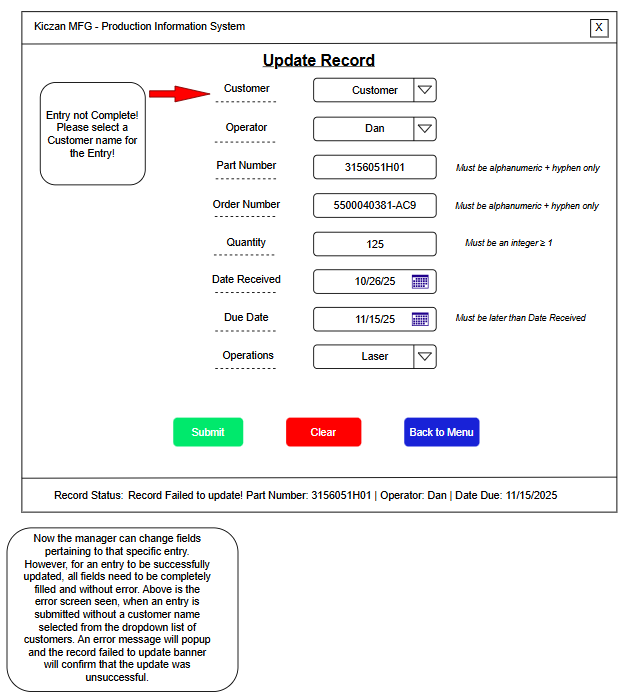 Kiczan MFG - Production Information System
X
Update Record
Entry not Complete!
Please select a
Customer name for
the Entry!
Customer
Customer
Operator
Dan
Part Number
3156051H01
Must be alphanumeric + hyphen only
Order Number
5500040381-AC9
Must be alphanumeric + hyphen only
Quantity
125
Must be an integer ≥ 1
Date Received
10/26/25
Due Date
11/15/25
Must be later than Date Received
Operations
Laser
Submit
Clear
Back to Menu
Record Status: Record Failed to update! Part Number: 3156051H01 | Operator: Dan | Date Due: 11/15/2025
Now the manager can change fields
pertaining to that specific entry.
However, for an entry to be successfully
updated, all fields need to be completely
filled and without error. Above is the
error screen seen, when an entry is
submitted without a customer name
selected from the dropdown list of
customers. An error message will popup
and the record failed to update banner
will confirm that the update was
unsuccessful.